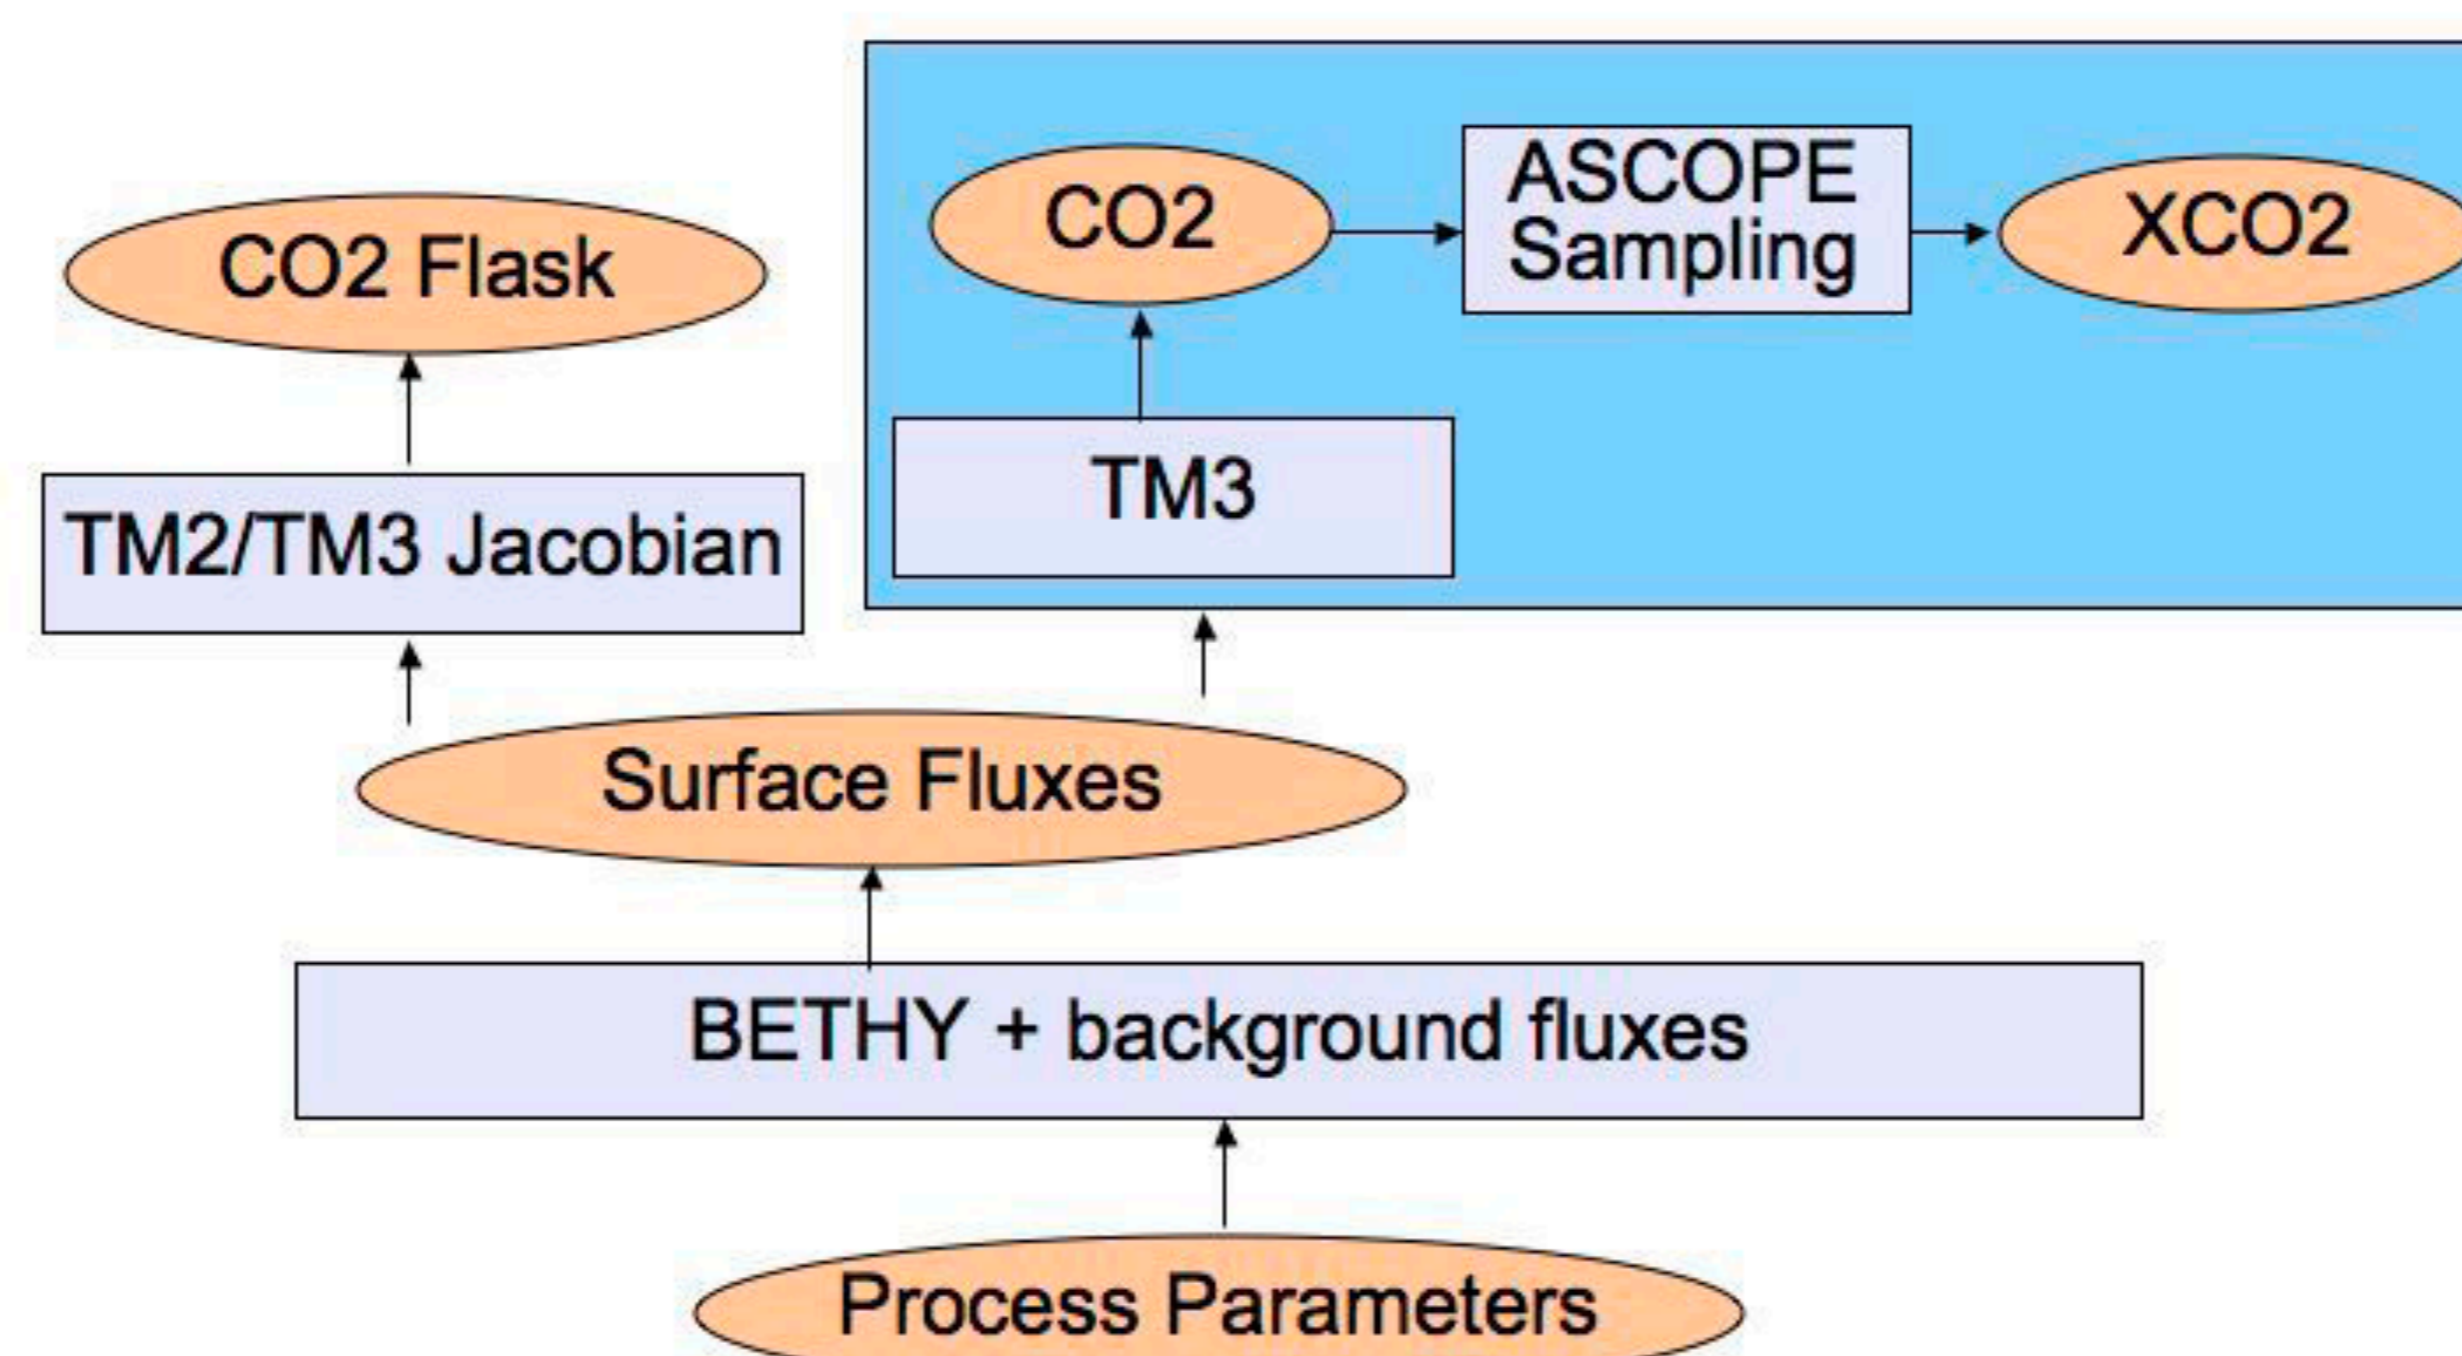 CO2
ASCOPE
Sampling
XCO2
CO2 Flask
TM3
TM2/TM3 Jacobian
Surface Fluxes
BETHY + background fluxes
Process Parameters